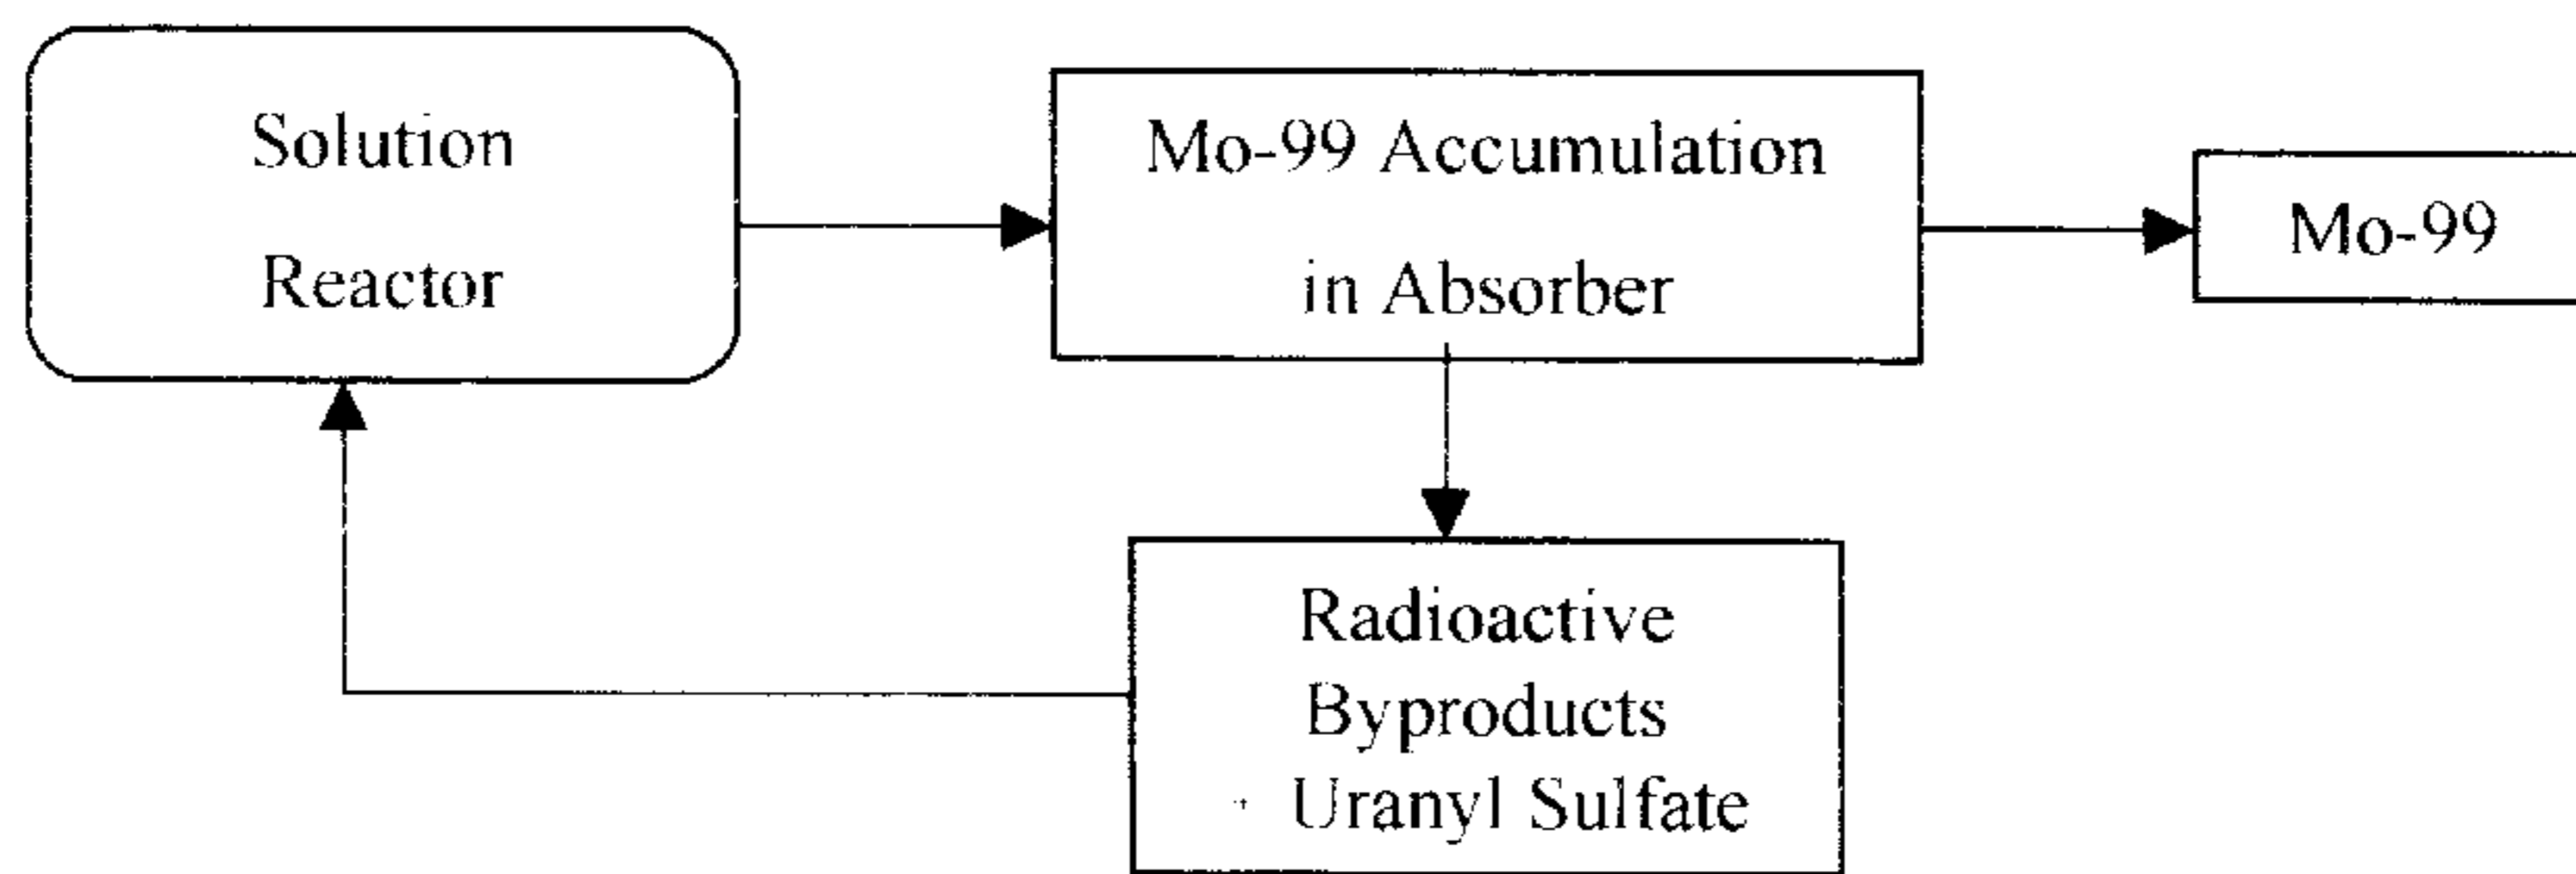 Solution
Reactor
Mo-99 Accumulation
in Absorber
Mo-99
Radioactive
Byproducts
+ Uranyl Sulfate